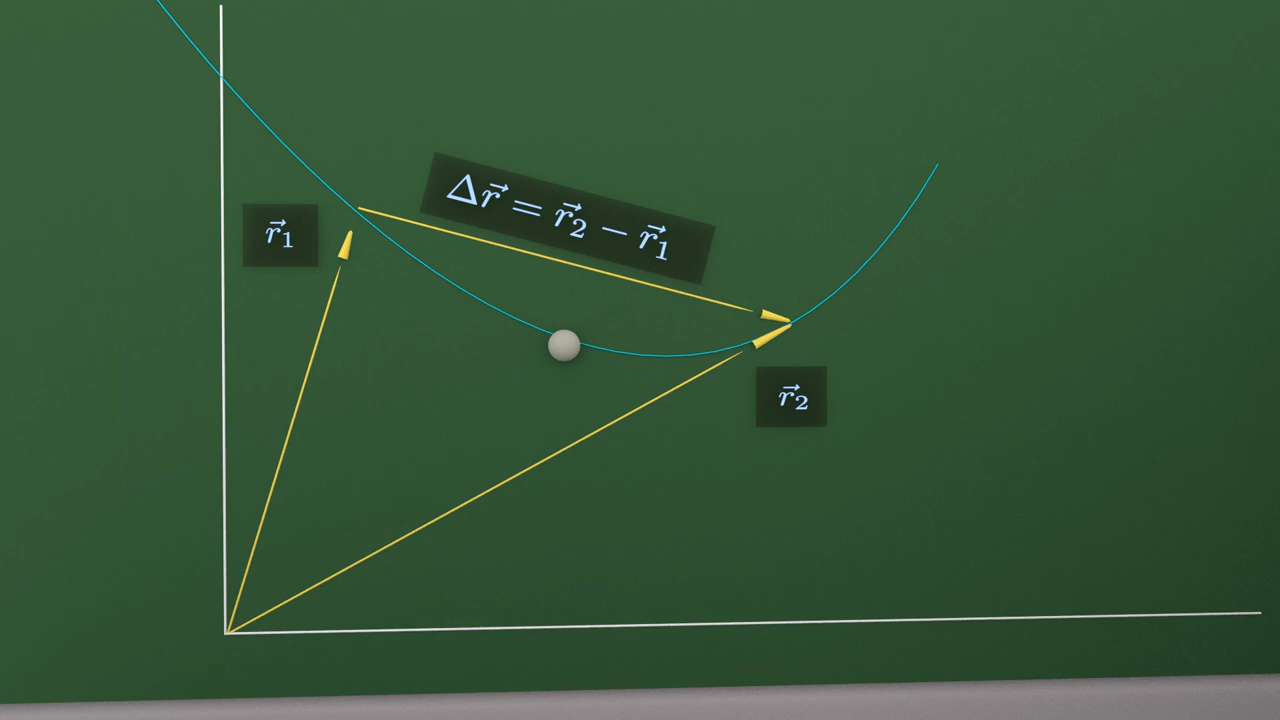 Δr⃗ = r⃗₂ − r⃗₁
r⃗₁
r⃗₂